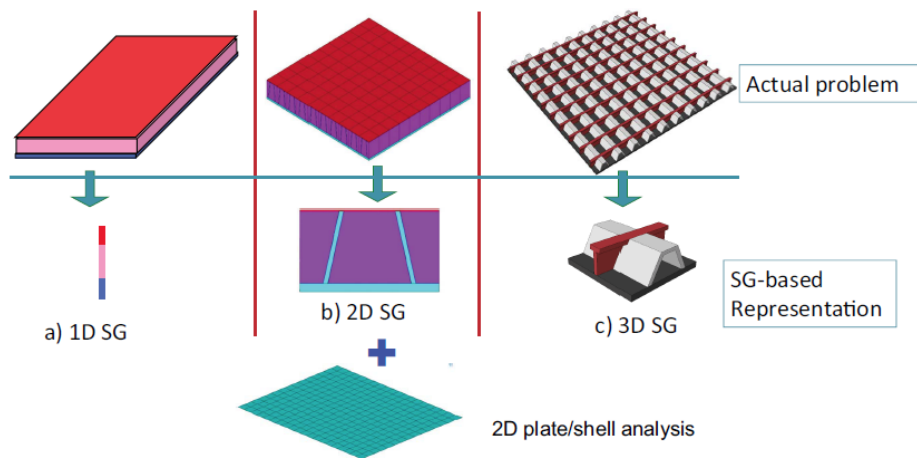 Actual problem
a) 1D SG
b) 2D SG
c) 3D SG
SG-based
Representation
2D plate/shell analysis